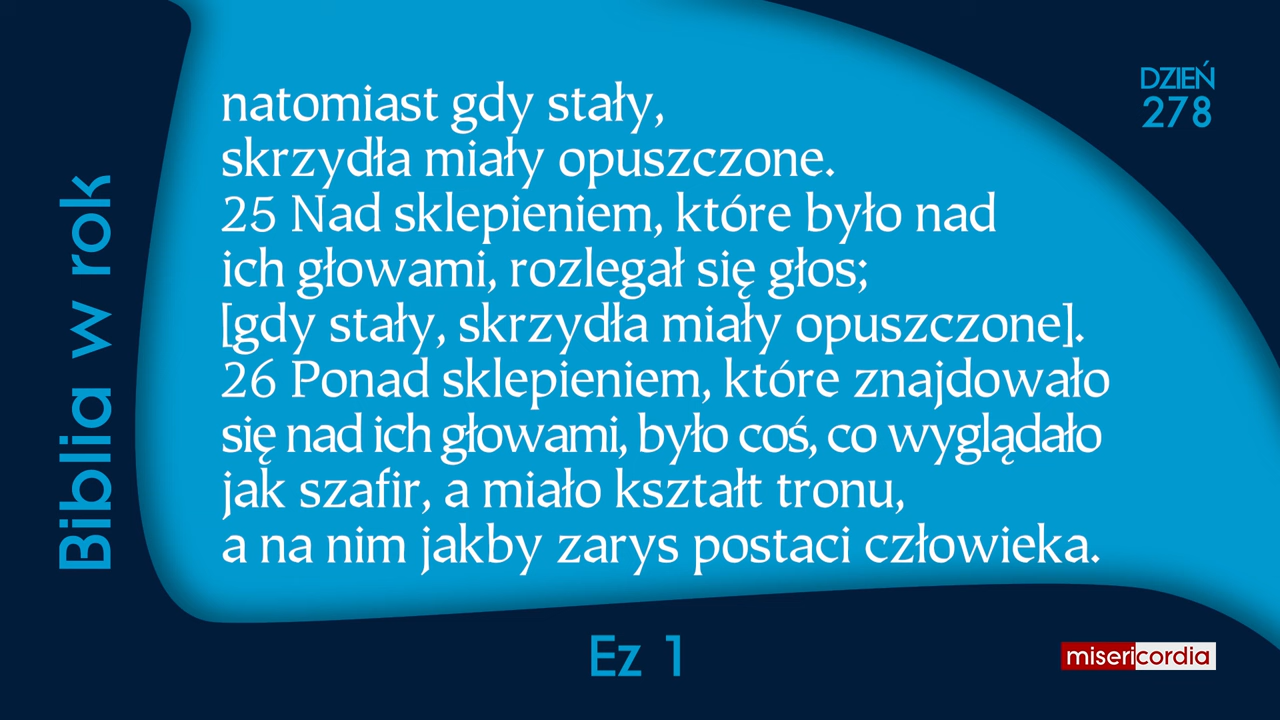 DZIEŃ
278
Biblia w rok
natomiast gdy stały,
skrzydła miały opuszczone.
25 Nad sklepieniem, które było nad
ich głowami, rozlegał się głos;
[gdy stały, skrzydła miały opuszczone].
26 Ponad sklepieniem, które znajdowało
się nad ich głowami, było coś, co wyglądało
jak szafir, a miało kształt tronu,
a na nim jakby zarys postaci człowieka.
Ez 1
misericordia